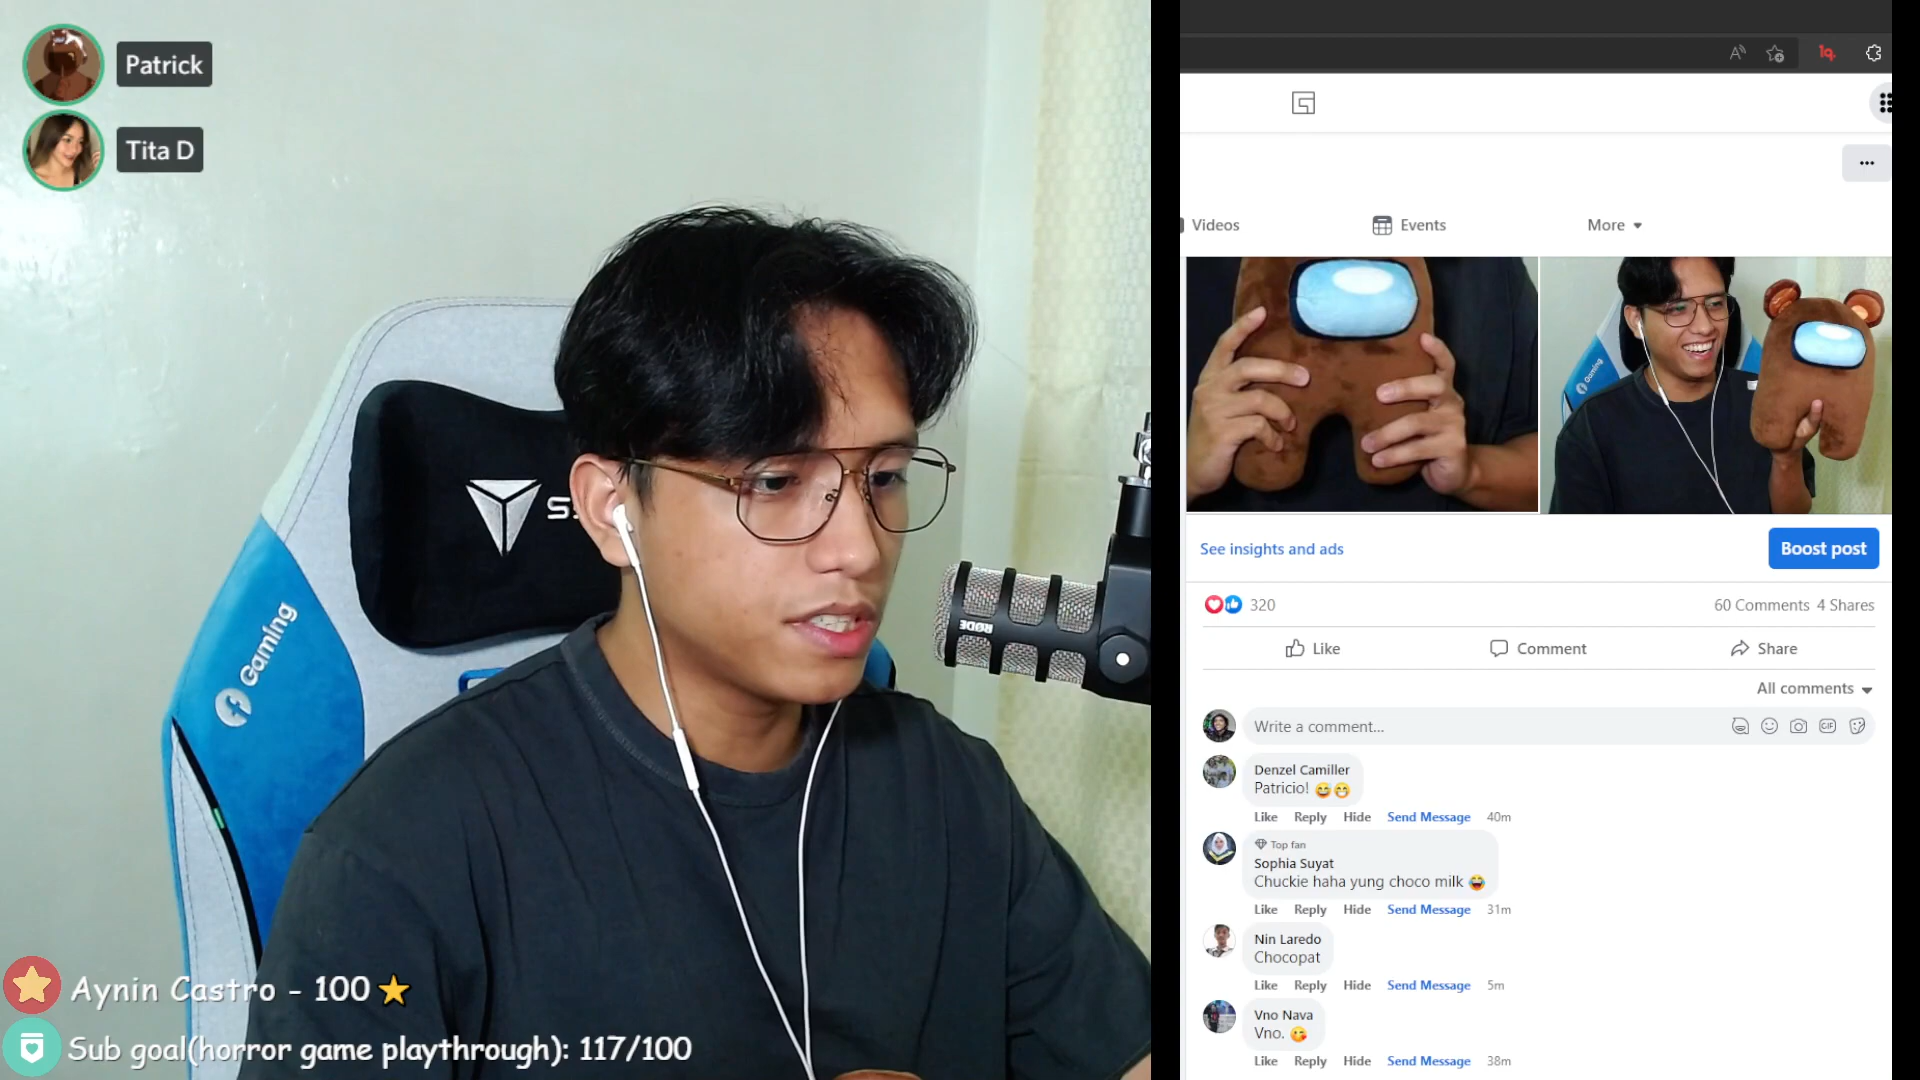 Patrick
Tita D
Gaming
RØDE
Aynin Castro - 100
Sub goal(horror game playthrough): 117/100
Videos
Events
More
Gaming
See insights and ads
Boost post
320
60 Comments 4 Shares
Like
Comment
Share
All comments
Write a comment...
GIF
Denzel Camiller
Patricio! 😂😁
Like Reply Hide Send Message 40m
Top fan
Sophia Suyat
Chuckie haha yung choco milk 😂
Like Reply Hide Send Message 31m
Nin Laredo
Chocopat
Like Reply Hide Send Message 5m
Vno Nava
Vno. 😘
Like Reply Hide Send Message 38m